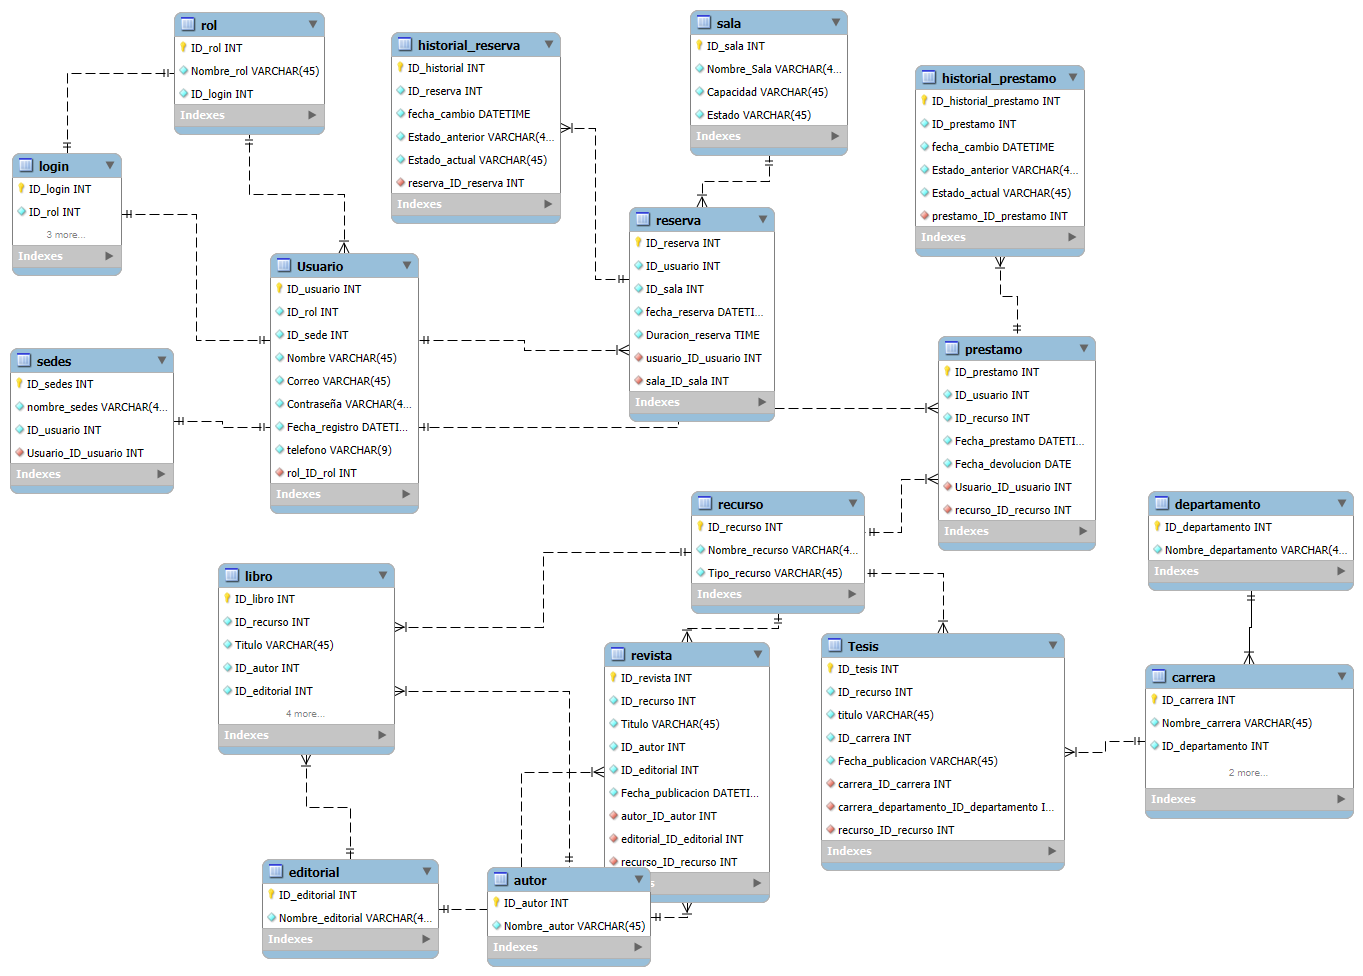 rol
ID_rol INT
Nombre_rol VARCHAR(45)
ID_login INT
Indexes
historial_reserva
ID_historial INT
ID_reserva INT
fecha_cambio DATETIME
Estado_anterior VARCHAR(4...
Estado_actual VARCHAR(45)
reserva_ID_reserva INT
Indexes
sala
ID_sala INT
Nombre_Sala VARCHAR(4...
Capacidad VARCHAR(45)
Estado VARCHAR(45)
Indexes
historial_prestamo
ID_historial_prestamo INT
ID_prestamo INT
fecha_cambio DATETIME
Estado_anterior VARCHAR(4...
Estado_actual VARCHAR(45)
prestamo_ID_prestamo INT
Indexes
login
ID_login INT
ID_rol INT
3 more...
Indexes
Usuario
ID_usuario INT
ID_rol INT
ID_sede INT
Nombre VARCHAR(45)
Correo VARCHAR(45)
Contraseña VARCHAR(4...
Fecha_registro DATETI...
telefono VARCHAR(9)
rol_ID_rol INT
Indexes
reserva
ID_reserva INT
ID_usuario INT
ID_sala INT
fecha_reserva DATETI...
Duracion_reserva TIME
usuario_ID_usuario INT
sala_ID_sala INT
Indexes
sedes
ID_sedes INT
nombre_sedes VARCHAR(4...
ID_usuario INT
Usuario_ID_usuario INT
Indexes
prestamo
ID_prestamo INT
ID_usuario INT
ID_recurso INT
Fecha_prestamo DATETI...
Fecha_devolucion DATE
Usuario_ID_usuario INT
recurso_ID_recurso INT
Indexes
recurso
ID_recurso INT
Nombre_recurso VARCHAR(4...
Tipo_recurso VARCHAR(45)
Indexes
departamento
ID_departamento INT
Nombre_departamento VARCHAR(4...
Indexes
libro
ID_libro INT
ID_recurso INT
Titulo VARCHAR(45)
ID_autor INT
ID_editorial INT
4 more...
Indexes
revista
ID_revista INT
ID_recurso INT
Titulo VARCHAR(45)
ID_autor INT
ID_editorial INT
Fecha_publicacion DATETI...
autor_ID_autor INT
editorial_ID_editorial INT
recurso_ID_recurso INT
Tesis
ID_tesis INT
ID_recurso INT
titulo VARCHAR(45)
ID_carrera INT
Fecha_publicacion VARCHAR(45)
carrera_ID_carrera INT
carrera_departamento_ID_departamento I...
recurso_ID_recurso INT
Indexes
carrera
ID_carrera INT
Nombre_carrera VARCHAR(45)
ID_departamento INT
2 more...
Indexes
editorial
ID_editorial INT
Nombre_editorial VARCHAR(4...
Indexes
autor
ID_autor INT
Nombre_autor VARCHAR(45)
Indexes